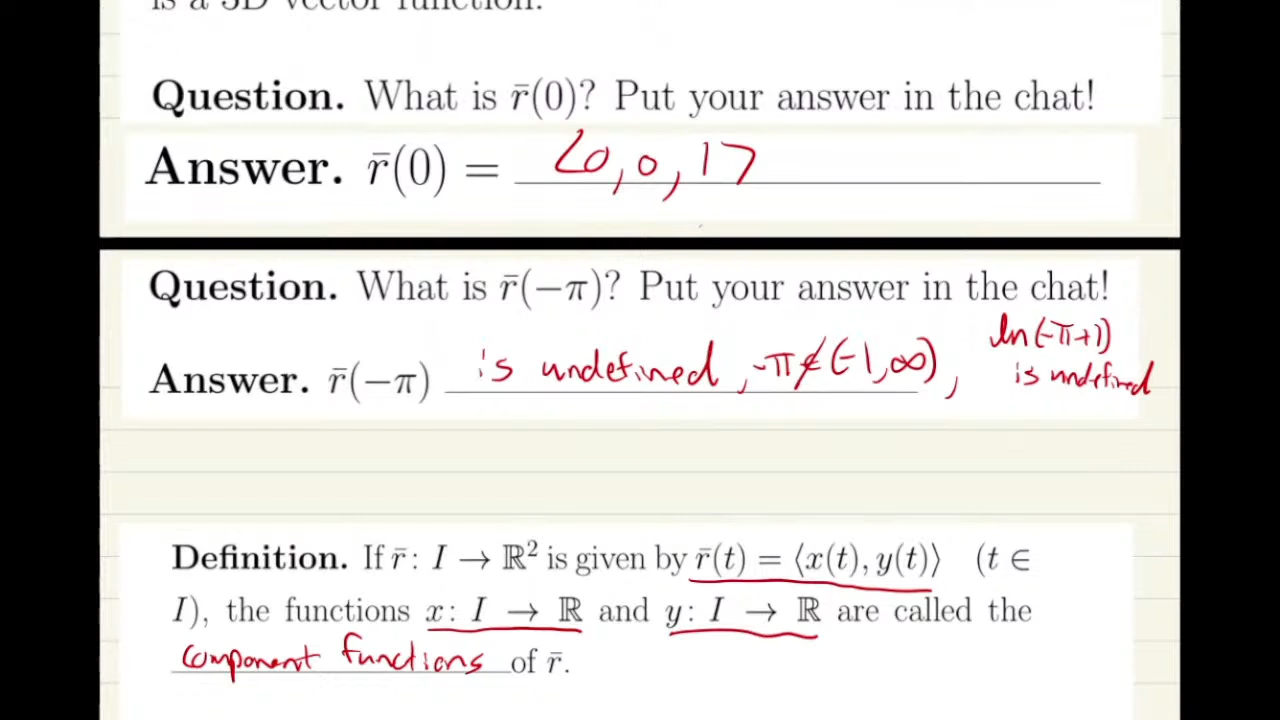 is a 3D vector function.
Question. What is r̄(0)? Put your answer in the chat!
Answer. r̄(0) = <0,0,1>
Question. What is r̄(−π)? Put your answer in the chat!
Answer. r̄(−π) is undefined, -π∉(-1,∞), ln(-π+1)
is undefined
Definition. If r̄: I → ℝ² is given by r̄(t) = ⟨x(t), y(t)⟩ (t ∈
I), the functions x: I → ℝ and y: I → ℝ are called the
component functions of r̄.